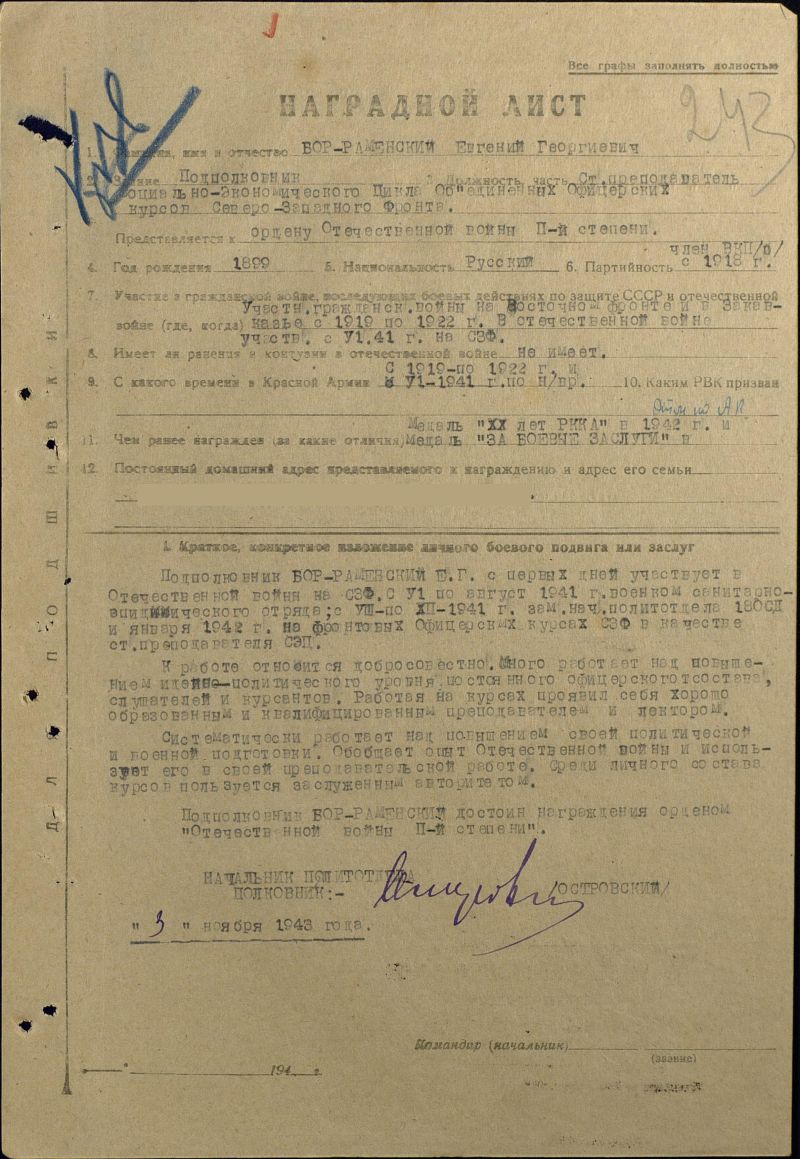 Все графы заполнять полностью
243
НАГРАДНОЙ ЛИСТ
1. Фамилия, имя и отчество БОР-РАМЕНСКИЙ Евгений Георгиевич
2. Звание Подполковник 3. Должность, часть Ст.преподаватель
Социально-Экономического Цикла Об"единенных Офицерских
курсов Северо-Западного Фронта.
Представляется к ордену Отечественной войны П-й степени.
член ВКП/б/
4. Год рождения 1899 5. Национальность Русский 6. Партийность с 1918 г.
7. Участие в гражданской войне, последующих боевых действиях по защите СССР и отечественной
Участн.гражданск.войны на Восточном фронте и в Закав-
войне (где, когда) казье с 1919 по 1922 г. В отечественной войне
участв. с У1.41 г. на СЗФ.
8. Имеет ли ранения и контузии в отечественной войне не имеет.
С 1919-по 1922 г. и
9. С какого времени в Красной Армии с У1-1941 г.по н/вр. 10. Каким РВК призван
Медаль "ХХ лет РККА" в 1942 г. и
11. Чем ранее награжден (за какие отличия) Медаль "ЗА БОЕВЫЕ ЗАСЛУГИ" в
12. Постоянный домашний адрес представляемого к награждению и адрес его семьи
1. Краткое, конкретное изложение личного боевого подвига или заслуг
Подполковник БОР-РАМЕНСКИЙ Е.Г. с первых дней участвует в
Отечественной война на СЗФ.С У1 по август 1941 г.военком санитарно-
эпидимического отряда;с УШ-по ХП-1941 г. зам.нач.политотдела 180СД
и января 1942 г. на фронтовых Офицерских курсах СЗФ в качестве
ст.преподавателя СЭЦ.
К работе относится добросовестно.Много работает над повыше-
нием идейно-политического уровня постоянного офицерскоготсостава,
слушателей и курсантов. Работая на курсах проявил себя хорошо
образованным и квалифицированным преподавателем и лектором.
Систематически работает над повышением своей политической
и военной подготовки. Обобщает опыт Отечественной войны и исполь-
зует его в своей преподавательской работе. Среди личного состава
курсов пользуется заслуженным авторитетом.
Подполковник БОР-РАМЕНСКИЙ достоин награждения орденом
"Отечественной войны П-й степени".
НАЧАЛЬНИК ПОЛИТОТДЕЛА
ПОЛКОВНИК:- /ОСТРОВСКИЙ/
" 3 " ноября 1943 года.
Командир (начальник)
(звание)
" 194 г.
ДЛЯ ПОДШИВКИ